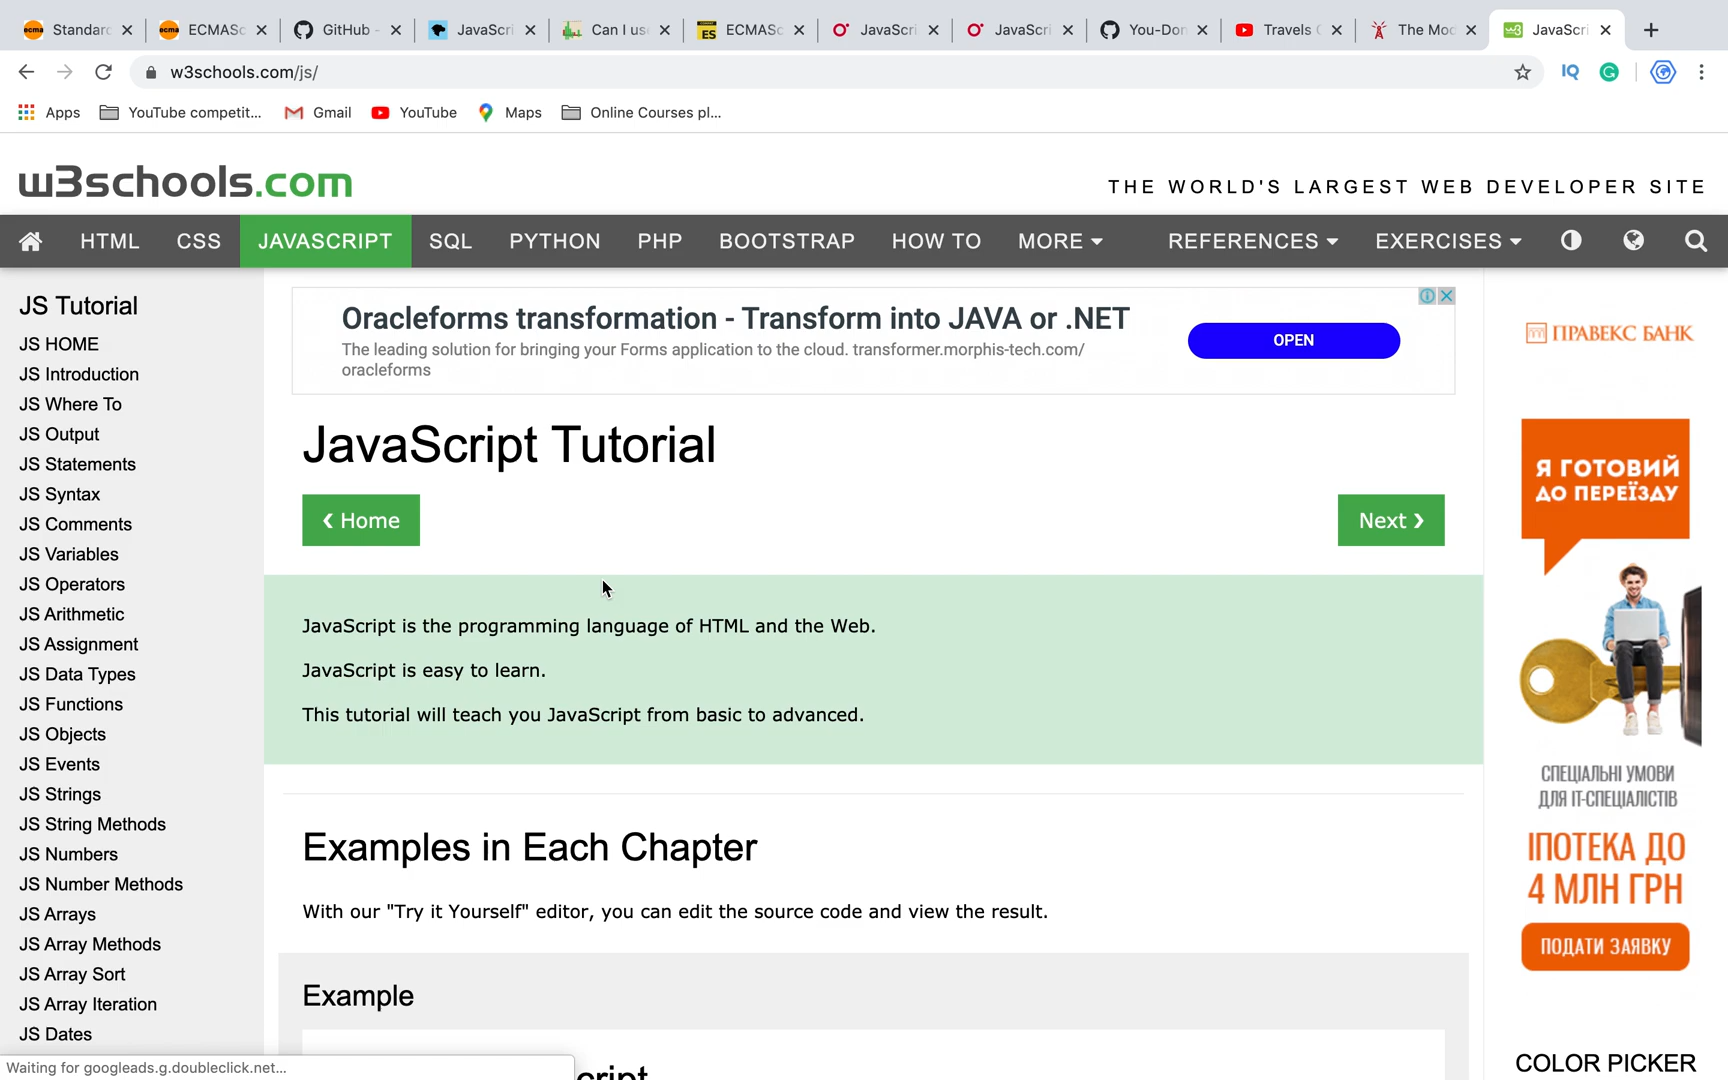 Standarc
ECMASc
GitHub -
JavaScri
Can I us
ECMASc
JavaScri
JavaScri
You-Don
Travels
The Moc
JavaScri
w3schools.com/js/
IQ
Apps
YouTube competit...
Gmail
YouTube
Maps
Online Courses pl...
w3schools.com
THE WORLD'S LARGEST WEB DEVELOPER SITE
HTML
CSS
JAVASCRIPT
SQL
PYTHON
PHP
BOOTSTRAP
HOW TO
MORE
REFERENCES
EXERCISES
JS Tutorial
JS HOME
JS Introduction
JS Where To
JS Output
JS Statements
JS Syntax
JS Comments
JS Variables
JS Operators
JS Arithmetic
JS Assignment
JS Data Types
JS Functions
JS Objects
JS Events
JS Strings
JS String Methods
JS Numbers
JS Number Methods
JS Arrays
JS Array Methods
JS Array Sort
JS Array Iteration
JS Dates
Oracleforms transformation - Transform into JAVA or .NET
The leading solution for bringing your Forms application to the cloud. transformer.morphis-tech.com/
oracleforms
OPEN
JavaScript Tutorial
❮ Home
Next ❯
JavaScript is the programming language of HTML and the Web.
JavaScript is easy to learn.
This tutorial will teach you JavaScript from basic to advanced.
Examples in Each Chapter
With our "Try it Yourself" editor, you can edit the source code and view the result.
Example
ПРАВЕКС БАНК
Я ГОТОВИЙ
ДО ПЕРЕЇЗДУ
СПЕЦІАЛЬНІ УМОВИ
ДЛЯ ІТ-СПЕЦІАЛІСТІВ
ІПОТЕКА ДО
4 МЛН ГРН
ПОДАТИ ЗАЯВКУ
COLOR PICKER
Waiting for googleads.g.doubleclick.net...